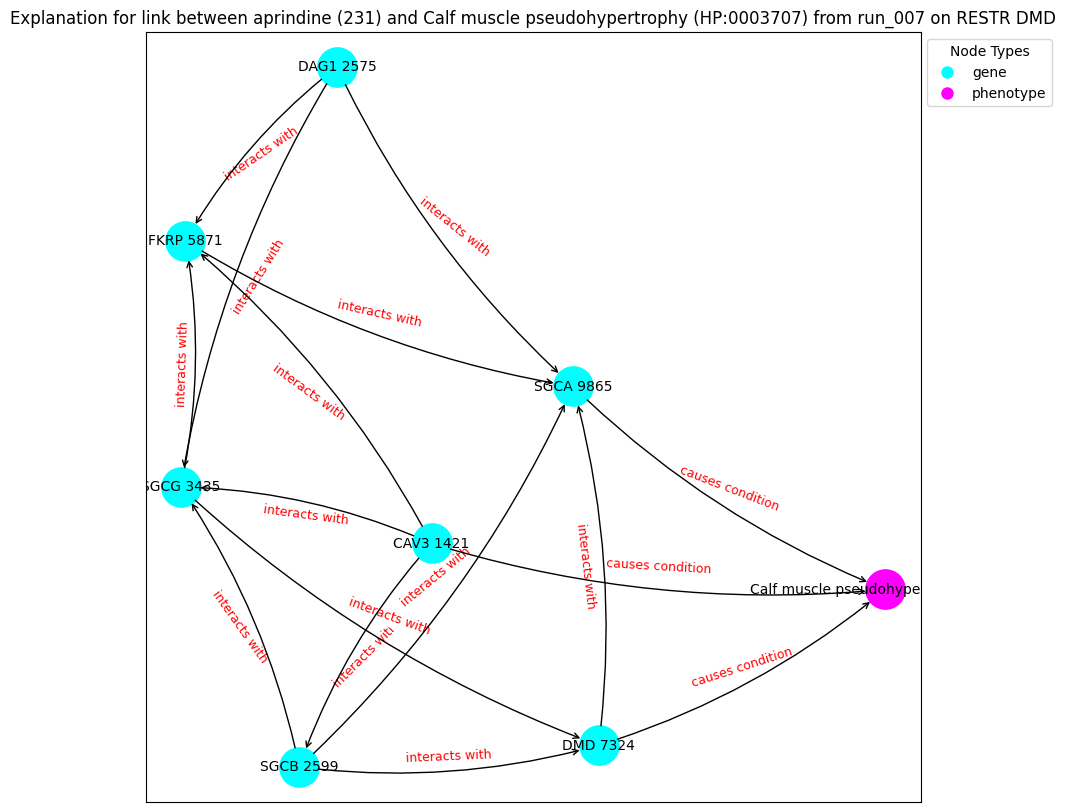 Explanation for link between aprindine (231) and Calf muscle pseudohypertrophy (HP:0003707) from run_007 on RESTR DMD
Node Types
gene
phenotype
DAG1 2575
interacts with
interacts with
FKRP 5871
interacts with
interacts with
interacts with
interacts with
SGCA 9865
causes condition
SGCG 3435
interacts with
CAV3 1421
interacts with
interacts with
causes condition
Calf muscle pseudohype
interacts with
interacts with
interacts with
causes condition
interacts with
SGCB 2599
DMD 7324